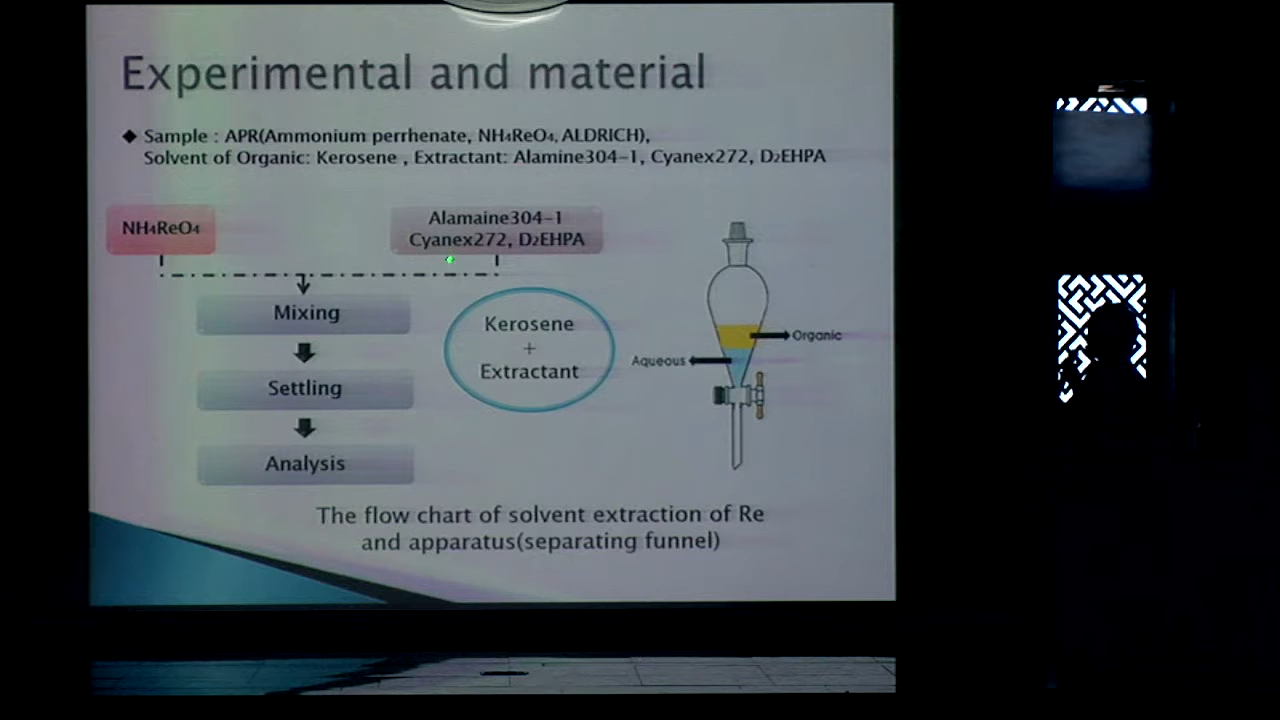 Experimental and material
◆ Sample : APR(Ammonium perrhenate, NH₄ReO₄, ALDRICH),
Solvent of Organic: Kerosene , Extractant: Alamine304-1, Cyanex272, D₂EHPA
NH₄ReO₄
Alamaine304-1
Cyanex272, D₂EHPA
Mixing
Kerosene
+
Extractant
Organic
Aqueous
Settling
Analysis
The flow chart of solvent extraction of Re
and apparatus(separating funnel)